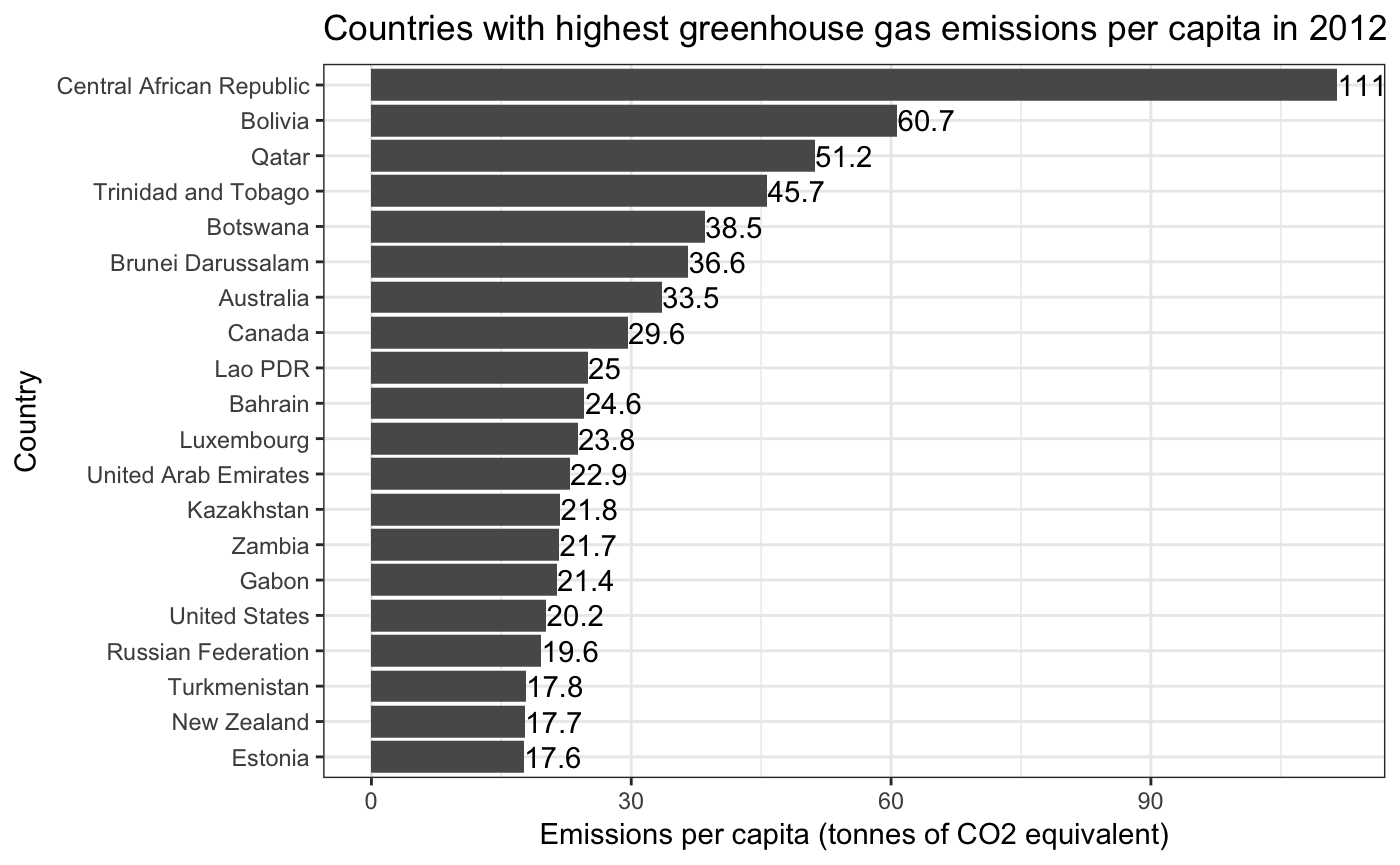 Countries with highest greenhouse gas emissions per capita in 2012
Central African Republic 111
Bolivia 60.7
Qatar 51.2
Trinidad and Tobago 45.7
Botswana 38.5
Brunei Darussalam 36.6
Australia 33.5
Canada 29.6
Lao PDR 25
Bahrain 24.6
Luxembourg 23.8
United Arab Emirates 22.9
Kazakhstan 21.8
Zambia 21.7
Gabon 21.4
United States 20.2
Russian Federation 19.6
Turkmenistan 17.8
New Zealand 17.7
Estonia 17.6
Country
0 30 60 90
Emissions per capita (tonnes of CO2 equivalent)